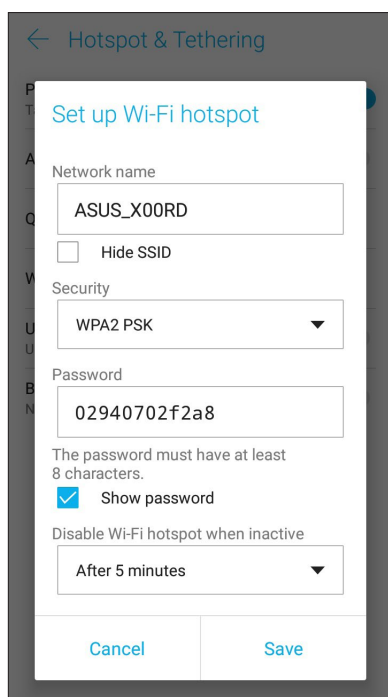 Hotspot & Tethering
Set up Wi-Fi hotspot
Network name
ASUS_X00RD
Hide SSID
Security
WPA2 PSK
Password
02940702f2a8
The password must have at least
8 characters.
Show password
Disable Wi-Fi hotspot when inactive
After 5 minutes
Cancel
Save